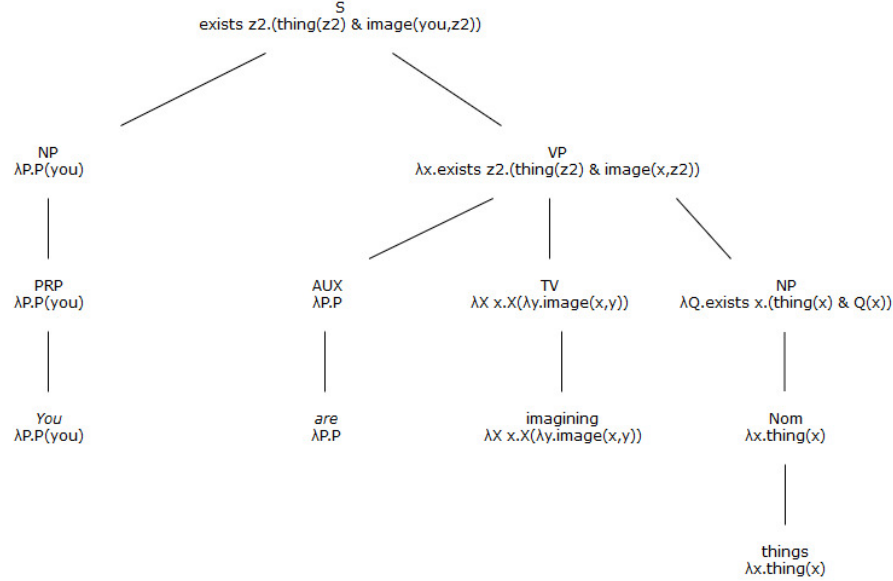 S
exists z2.(thing(z2) & image(you,z2))
NP
λP.P(you)
VP
λx.exists z2.(thing(z2) & image(x,z2))
PRP
λP.P(you)
AUX
λP.P
TV
λX x.X(λy.image(x,y))
NP
λQ.exists x.(thing(x) & Q(x))
You
λP.P(you)
are
λP.P
imagining
λX x.X(λy.image(x,y))
Nom
λx.thing(x)
things
λx.thing(x)